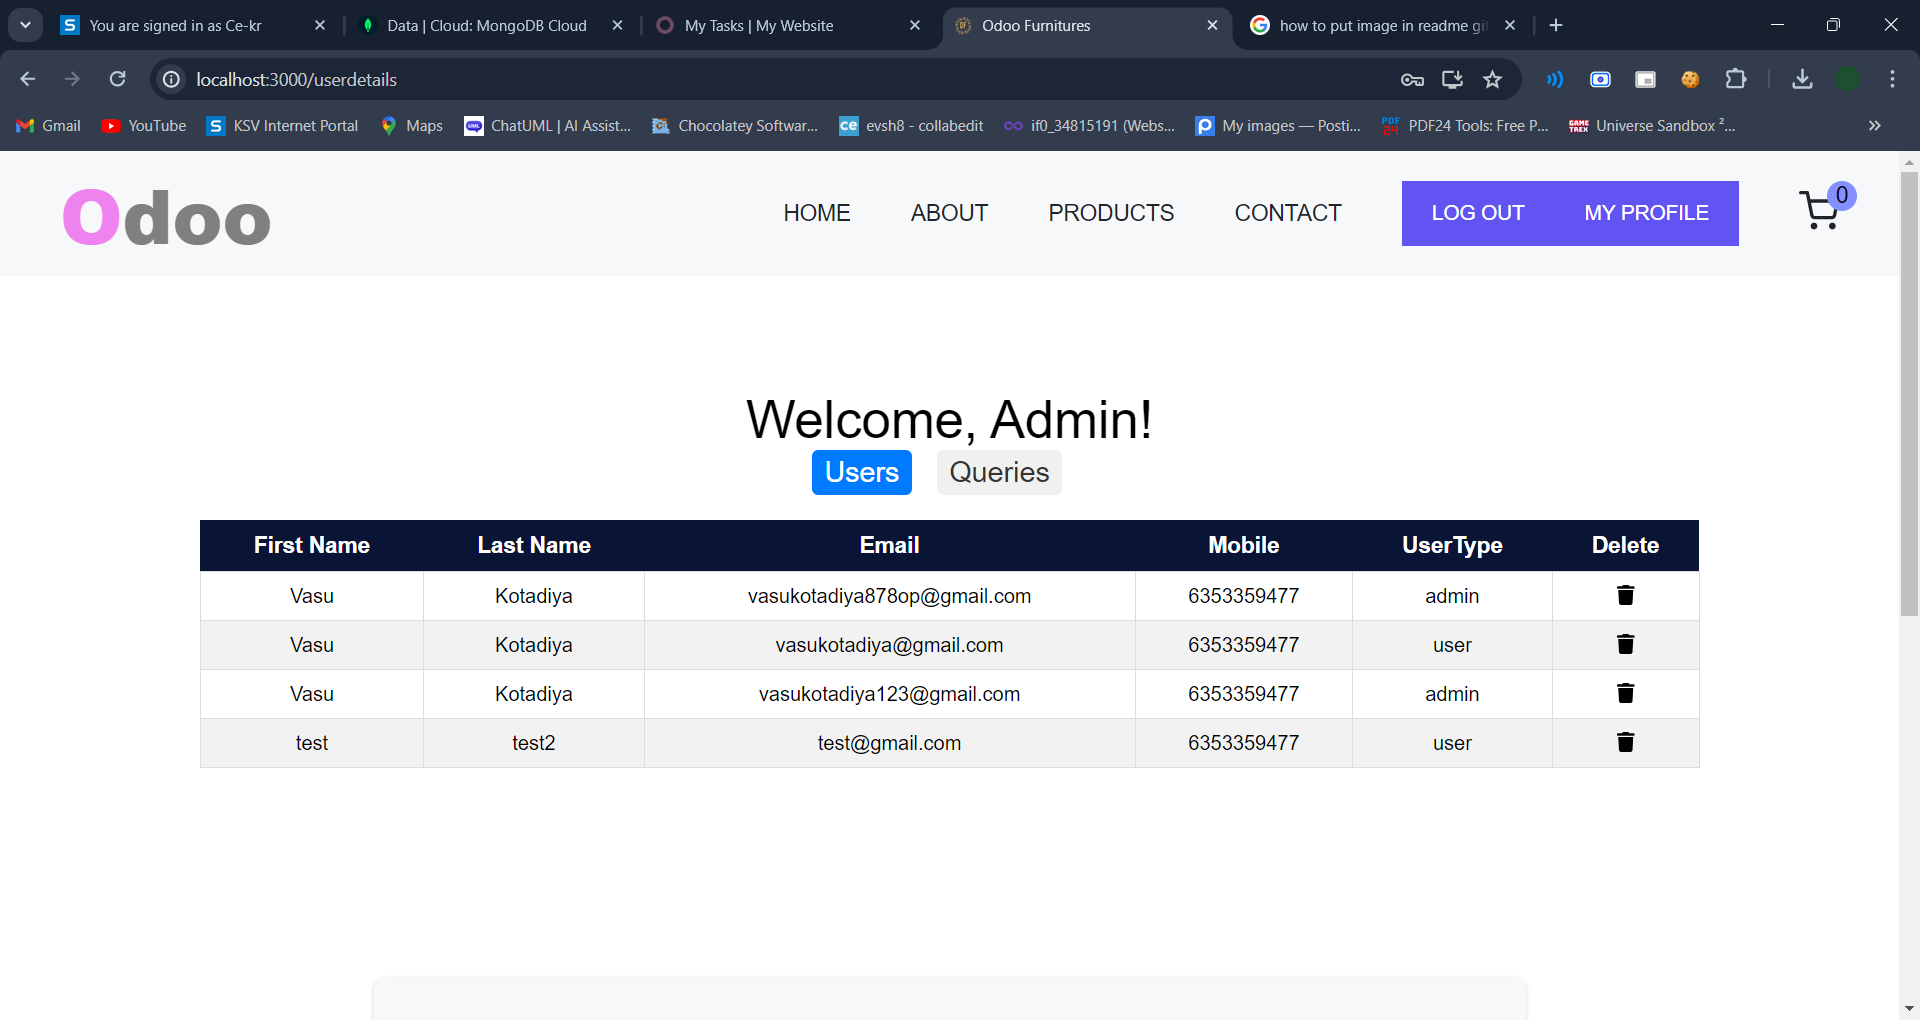 You are signed in as Ce-kr
Data | Cloud: MongoDB Cloud
My Tasks | My Website
Odoo Furnitures
how to put image in readme gi
localhost:3000/userdetails
Gmail
YouTube
KSV Internet Portal
Maps
ChatUML | AI Assist...
Chocolatey Softwar...
evsh8 - collabedit
if0_34815191 (Webs...
My images — Posti...
PDF24 Tools: Free P...
Universe Sandbox ²...
Odoo
HOME
ABOUT
PRODUCTS
CONTACT
LOG OUT
MY PROFILE
0
Welcome, Admin!
Users
Queries
First Name Last Name Email Mobile UserType Delete
Vasu Kotadiya vasukotadiya878op@gmail.com 6353359477 admin
Vasu Kotadiya vasukotadiya@gmail.com 6353359477 user
Vasu Kotadiya vasukotadiya123@gmail.com 6353359477 admin
test test2 test@gmail.com 6353359477 user